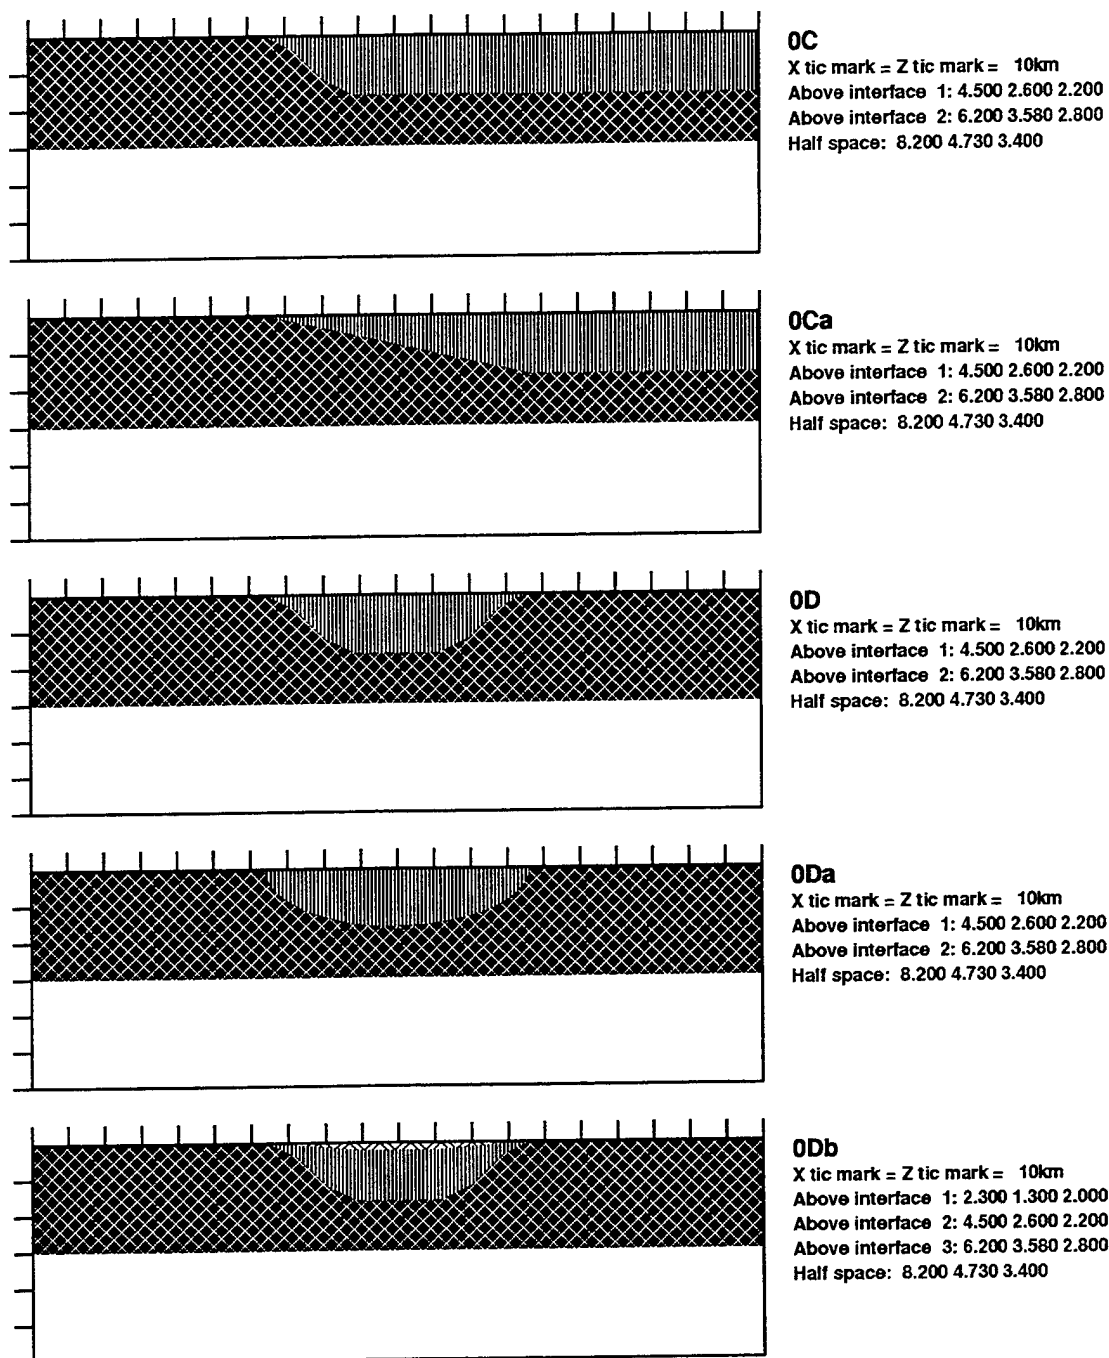 0C
X tic mark = Z tic mark = 10km
Above interface 1: 4.500 2.600 2.200
Above interface 2: 6.200 3.580 2.800
Half space: 8.200 4.730 3.400
0Ca
X tic mark = Z tic mark = 10km
Above interface 1: 4.500 2.600 2.200
Above interface 2: 6.200 3.580 2.800
Half space: 8.200 4.730 3.400
0D
X tic mark = Z tic mark = 10km
Above interface 1: 4.500 2.600 2.200
Above interface 2: 6.200 3.580 2.800
Half space: 8.200 4.730 3.400
0Da
X tic mark = Z tic mark = 10km
Above interface 1: 4.500 2.600 2.200
Above interface 2: 6.200 3.580 2.800
Half space: 8.200 4.730 3.400
0Db
X tic mark = Z tic mark = 10km
Above interface 1: 2.300 1.300 2.000
Above interface 2: 4.500 2.600 2.200
Above interface 3: 6.200 3.580 2.800
Half space: 8.200 4.730 3.400